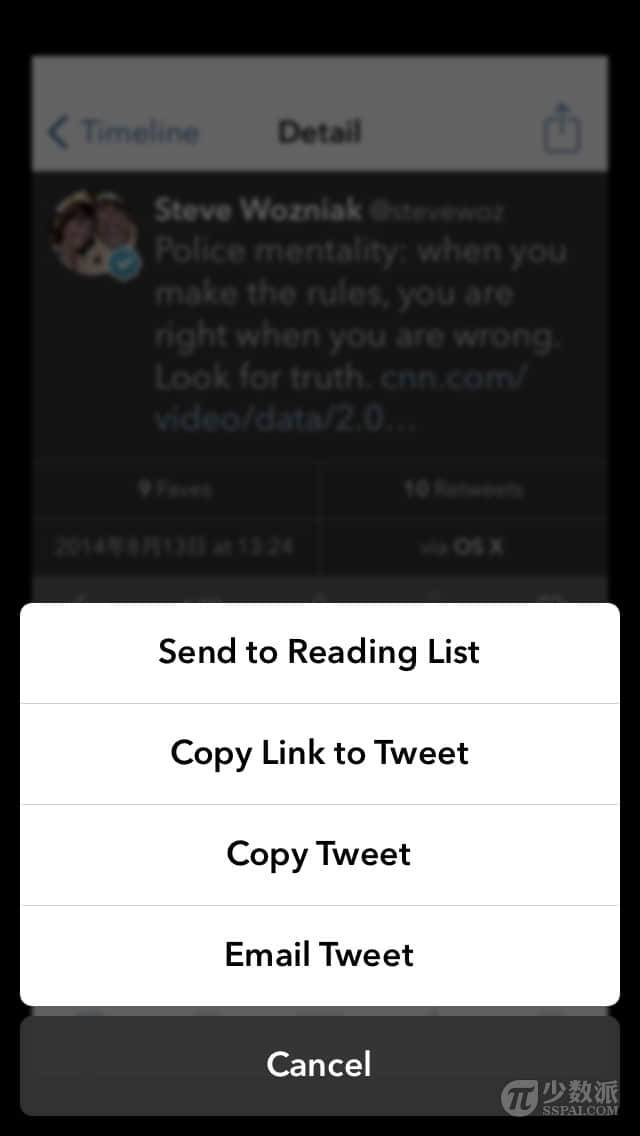 Timeline
Detail
Steve Wozniak @stevewoz
Police mentality: when you
make the rules, you are
right when you are wrong.
Look for truth. cnn.com/
video/data/2.0...
9 Faves
10 Retweets
2014年8月13日 at 13:24
via OS X
Send to Reading List
Copy Link to Tweet
Copy Tweet
Email Tweet
Cancel
少数派
SSPAI.COM